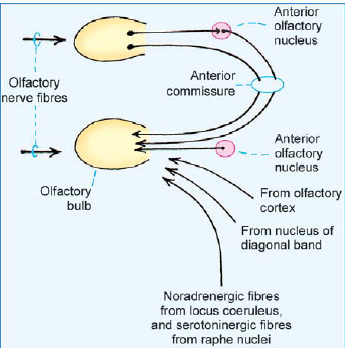 Anterior
olfactory
nucleus
Olfactory
nerve fibres
Anterior
commissure
Anterior
olfactory
nucleus
Olfactory
bulb
From olfactory
cortex
From nucleus of
diagonal band
Noradrenergic fibres
from locus coeruleus,
and serotoninergic fibres
from raphe nuclei